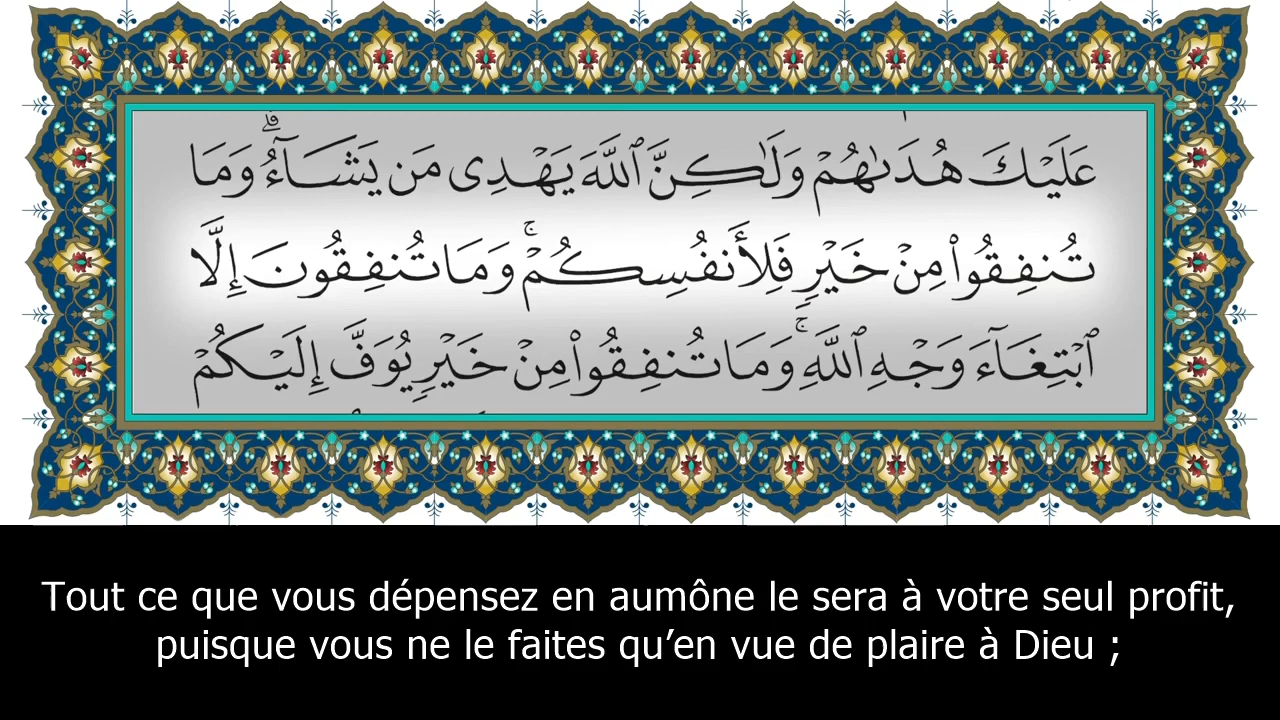 عَلَيْكَ هُدَىٰهُمْ وَلَٰكِنَّ ٱللَّهَ يَهْدِى مَن يَشَآءُ ۗ وَمَا
تُنفِقُوا۟ مِنْ خَيْرٍ فَلِأَنفُسِكُمْ ۚ وَمَا تُنفِقُونَ إِلَّا
ٱبْتِغَآءَ وَجْهِ ٱللَّهِ ۚ وَمَا تُنفِقُوا۟ مِنْ خَيْرٍ يُوَفَّ إِلَيْكُمْ
Tout ce que vous dépensez en aumône le sera à votre seul profit,
puisque vous ne le faites qu’en vue de plaire à Dieu ;